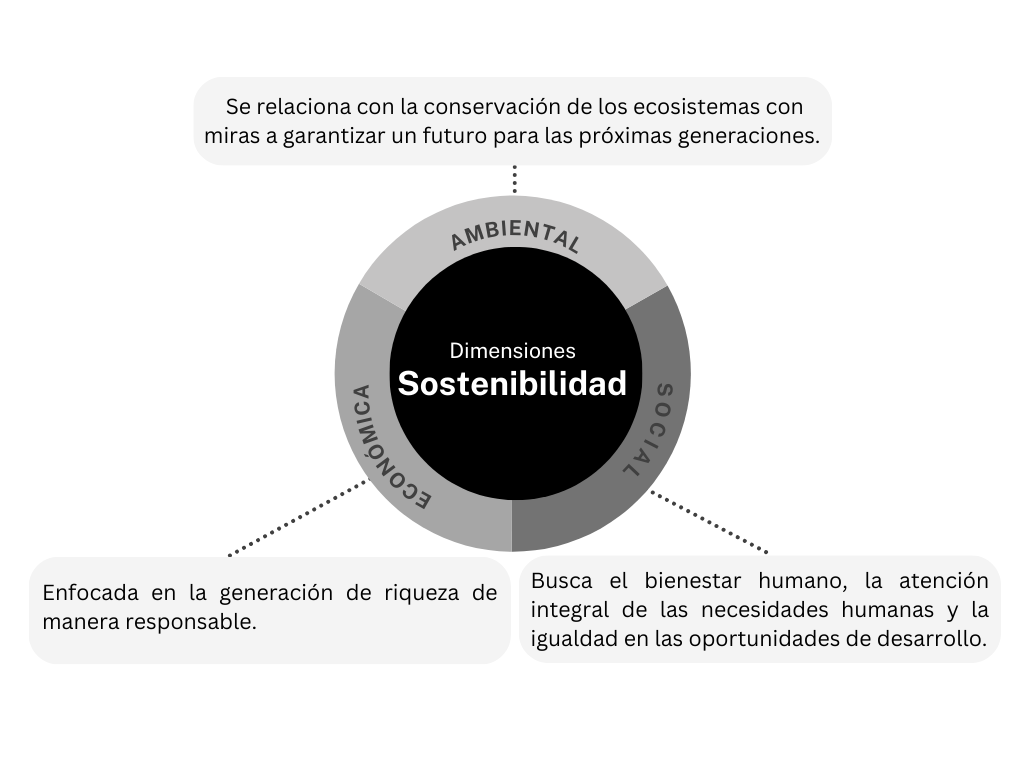 Se relaciona con la conservación de los ecosistemas con
miras a garantizar un futuro para las próximas generaciones.
AMBIENTAL
Dimensiones
Sostenibilidad
ECONÓMICA
SOCIAL
Enfocada en la generación de riqueza de
manera responsable.
Busca el bienestar humano, la atención
integral de las necesidades humanas y la
igualdad en las oportunidades de desarrollo.